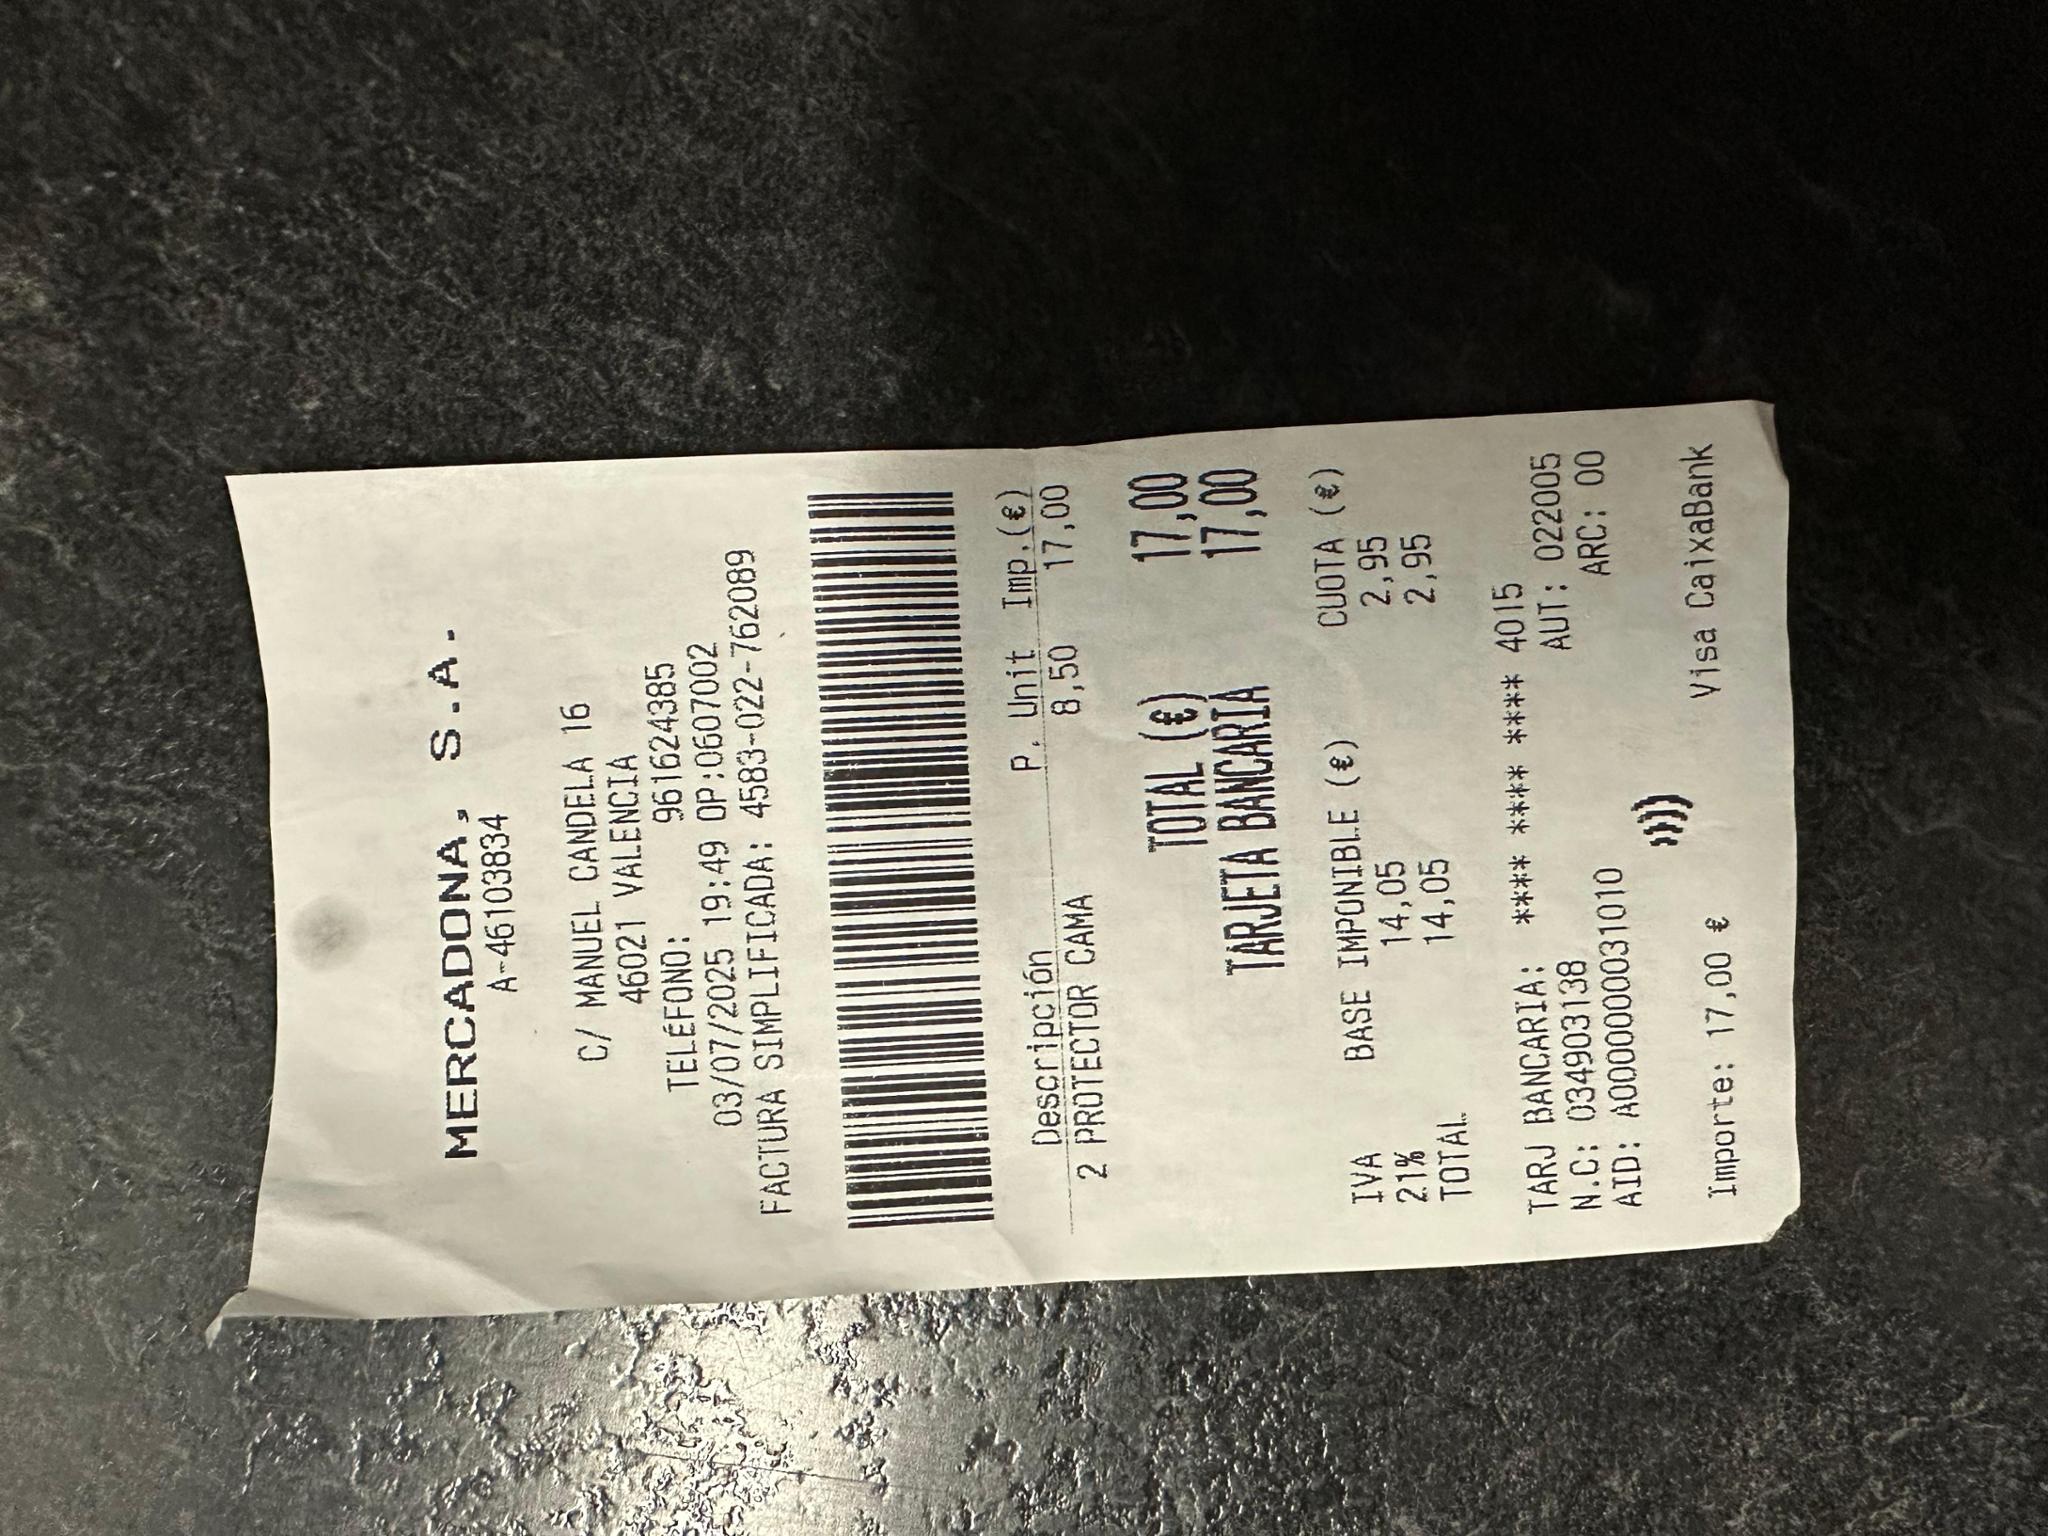 MERCADONA, S.A.
A-46103834
C/ MANUEL CANDELA 16
46021 VALENCIA
TELÉFONO: 961624385
03/07/2025 19:49 OP:0607002
FACTURA SIMPLIFICADA: 4583-022-762089
Descripción P. Unit Imp.(€)
2 PROTECTOR CAMA 8,50 17,00
TOTAL (€) 17,00
TARJETA BANCARIA 17,00
IVA BASE IMPONIBLE (€) CUOTA (€)
21% 14,05 2,95
TOTAL 14,05 2,95
TARJ BANCARIA: **** **** **** 4015
N.C: 034903138 AUT: 022005
AID: A0000000031010 ARC: 00
Importe: 17,00 € Visa CaixaBank